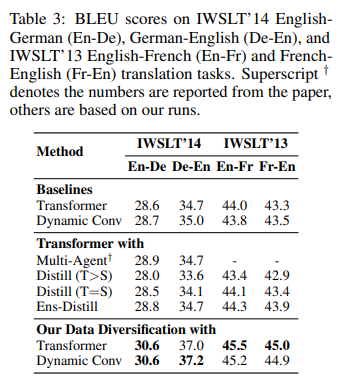 Table 3: BLEU scores on IWSLT'14 English-
German (En-De), German-English (De-En), and
IWSLT'13 English-French (En-Fr) and French-
English (Fr-En) translation tasks. Superscript †
denotes the numbers are reported from the paper,
others are based on our runs.
Method IWSLT'14 IWSLT'13
En-De De-En En-Fr Fr-En
Baselines
Transformer 28.6 34.7 44.0 43.3
Dynamic Conv 28.7 35.0 43.8 43.5
Transformer with
Multi-Agent† 28.9 34.7 - -
Distill (T>S) 28.0 33.6 43.4 42.9
Distill (T=S) 28.5 34.1 44.1 43.4
Ens-Distill 28.8 34.7 44.3 43.9
Our Data Diversification with
Transformer 30.6 37.0 45.5 45.0
Dynamic Conv 30.6 37.2 45.2 44.9